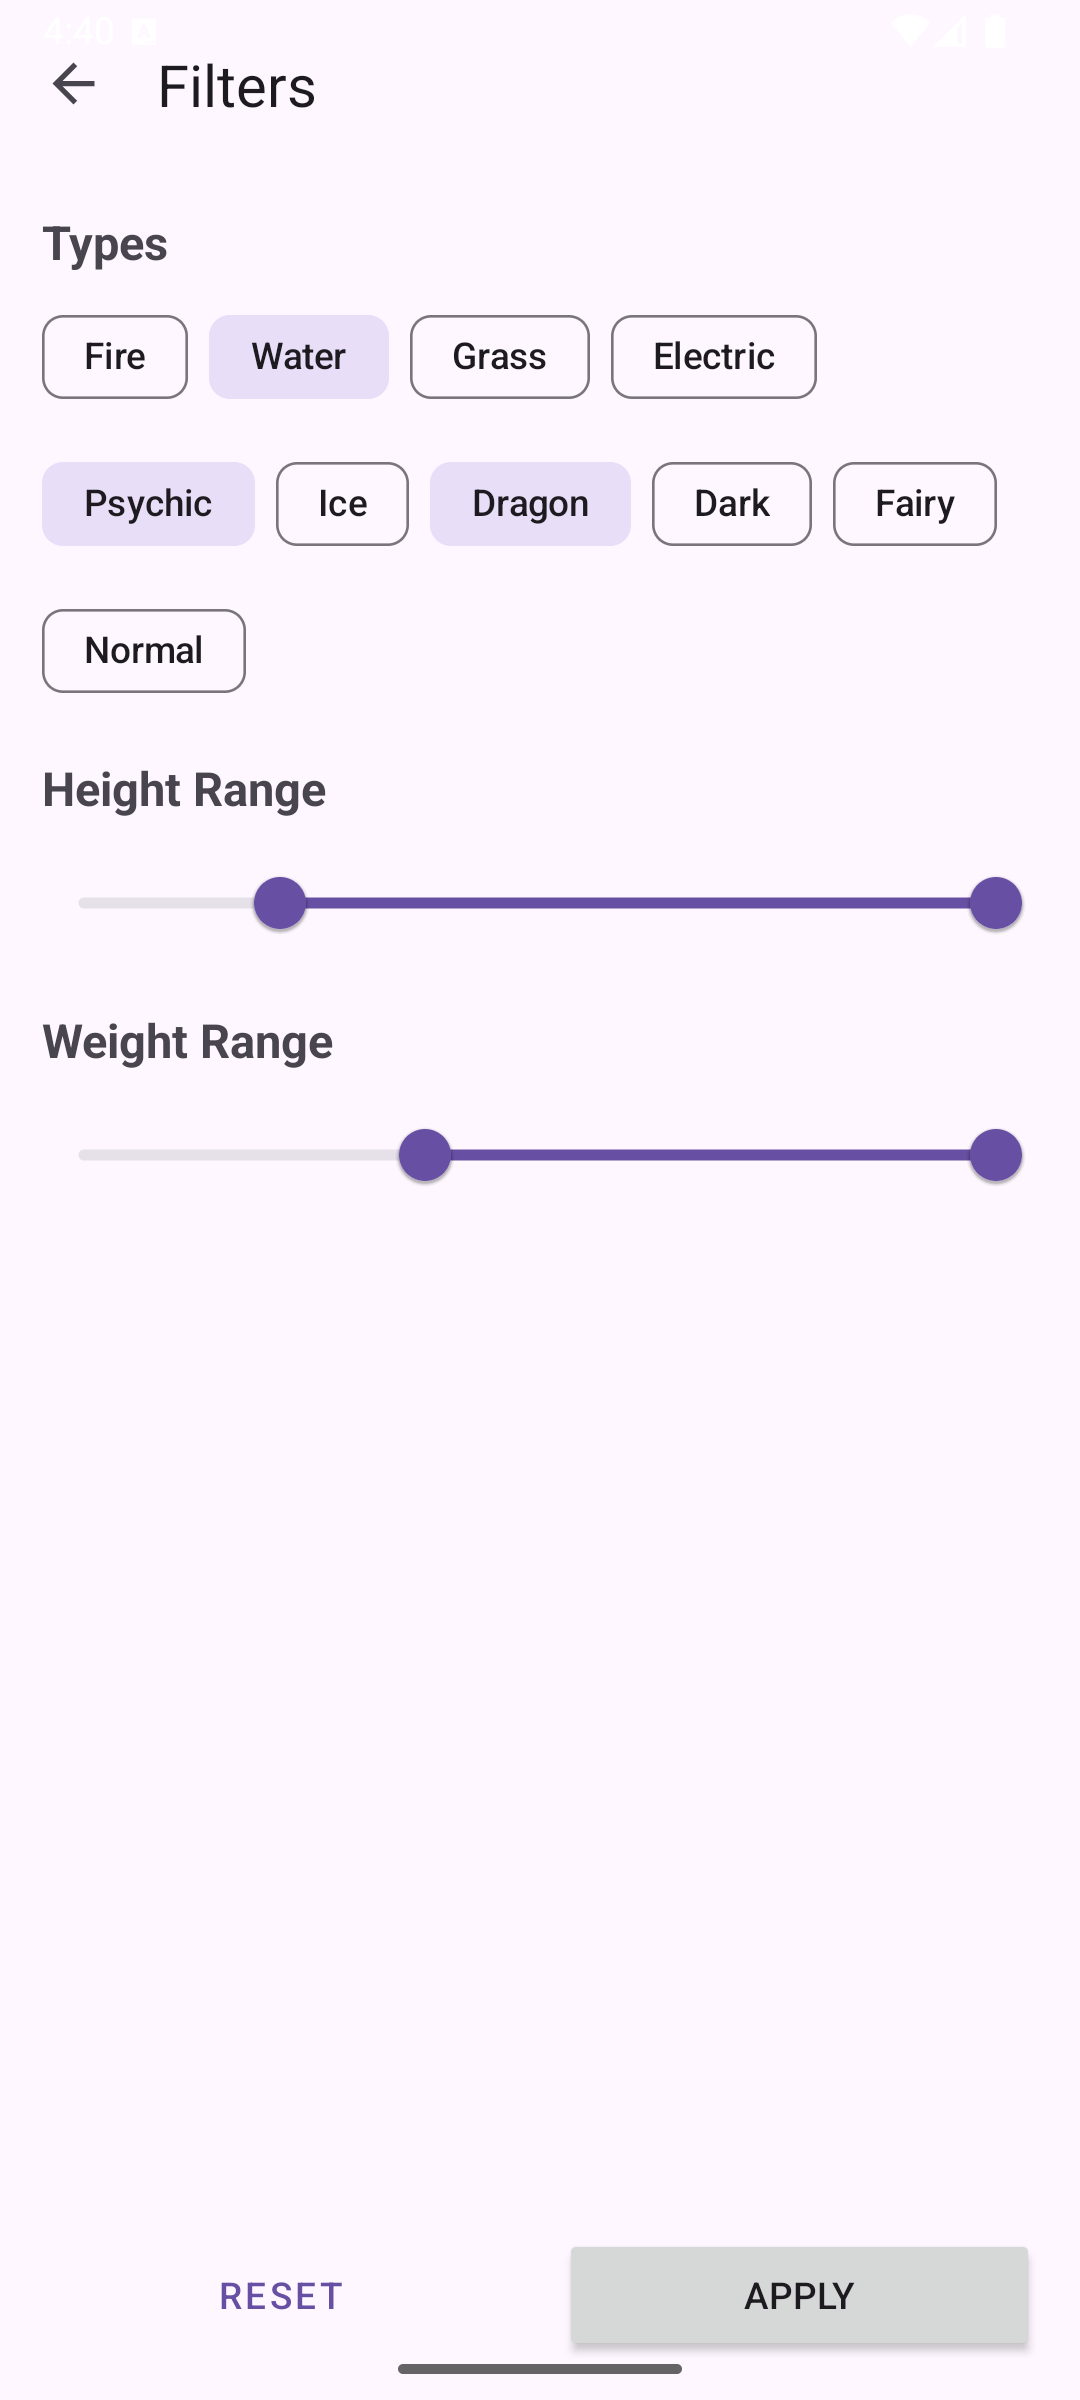 4:40
Filters
Types
Fire Water Grass Electric
Psychic Ice Dragon Dark Fairy
Normal
Height Range
Weight Range
RESET APPLY